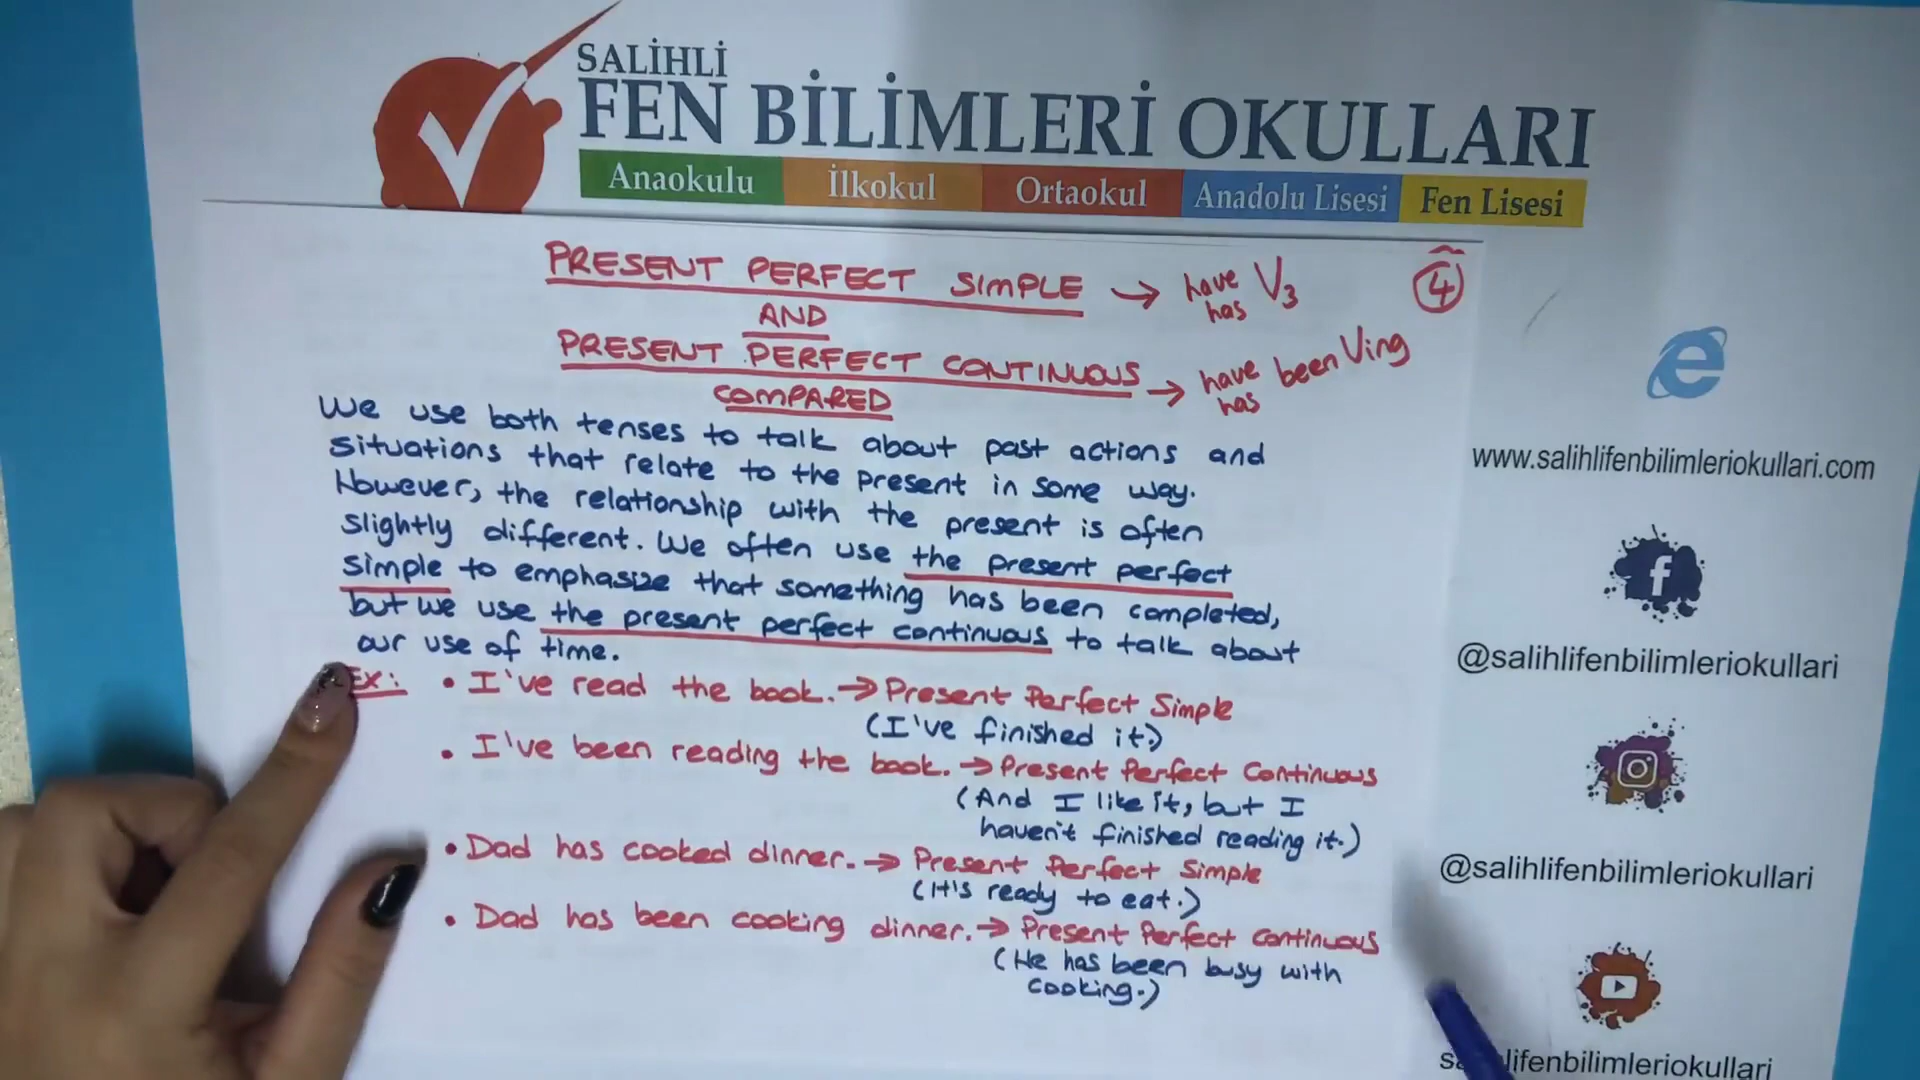 SALİHLİ
FEN BİLİMLERİ OKULLARI
Anaokulu İlkokul Ortaokul Anadolu Lisesi Fen Lisesi
PRESENT PERFECT SIMPLE → have has V3
4
AND
PRESENT PERFECT CONTINUOUS → have has been Ving
COMPARED
We use both tenses to talk about past actions and
situations that relate to the present in some way.
However, the relationship with the present is often
slightly different. We often use the present perfect
simple to emphasize that something has been completed,
but we use the present perfect continuous to talk about
our use of time.
Ex: • I've read the book. → Present Perfect Simple
(I've finished it.)
• I've been reading the book. → Present Perfect Continuous
(And I like it, but I
haven't finished reading it.)
• Dad has cooked dinner. → Present Perfect Simple
(It's ready to eat.)
• Dad has been cooking dinner. → Present Perfect Continuous
(He has been busy with
cooking.)
www.salihlifenbilimleriokullari.com
@salihlifenbilimleriokullari
@salihlifenbilimleriokullari